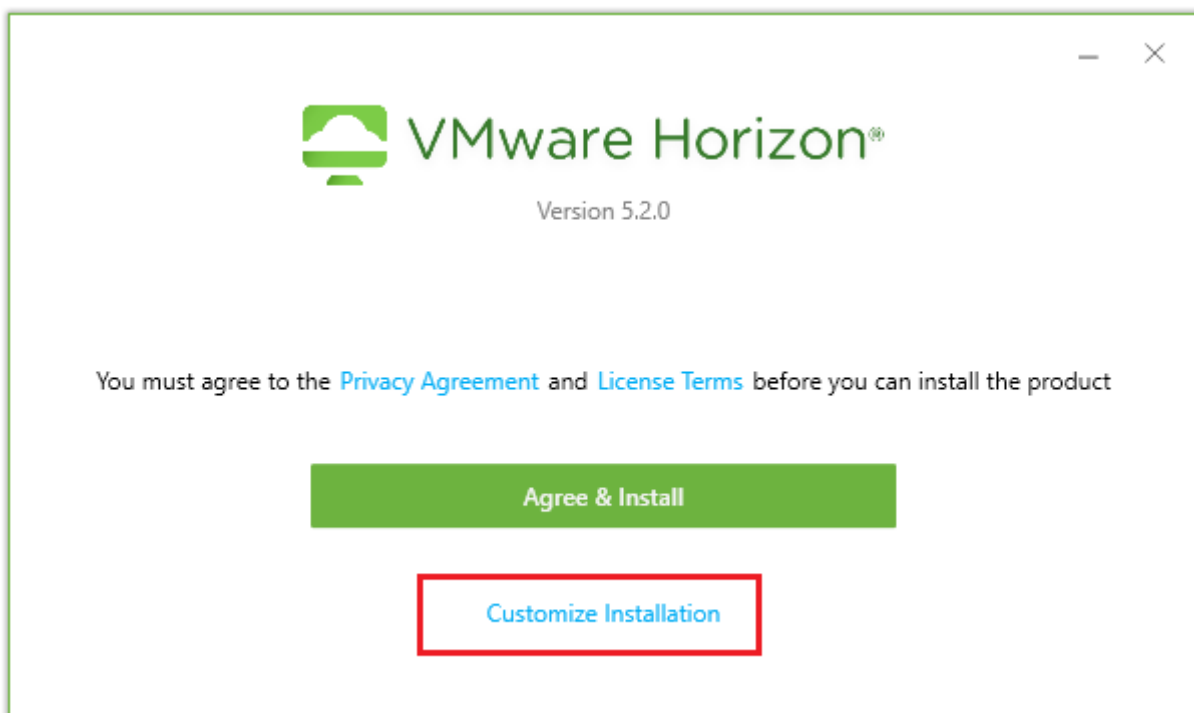 VMware Horizon®
Version 5.2.0
You must agree to the Privacy Agreement and License Terms before you can install the product
Agree & Install
Customize Installation